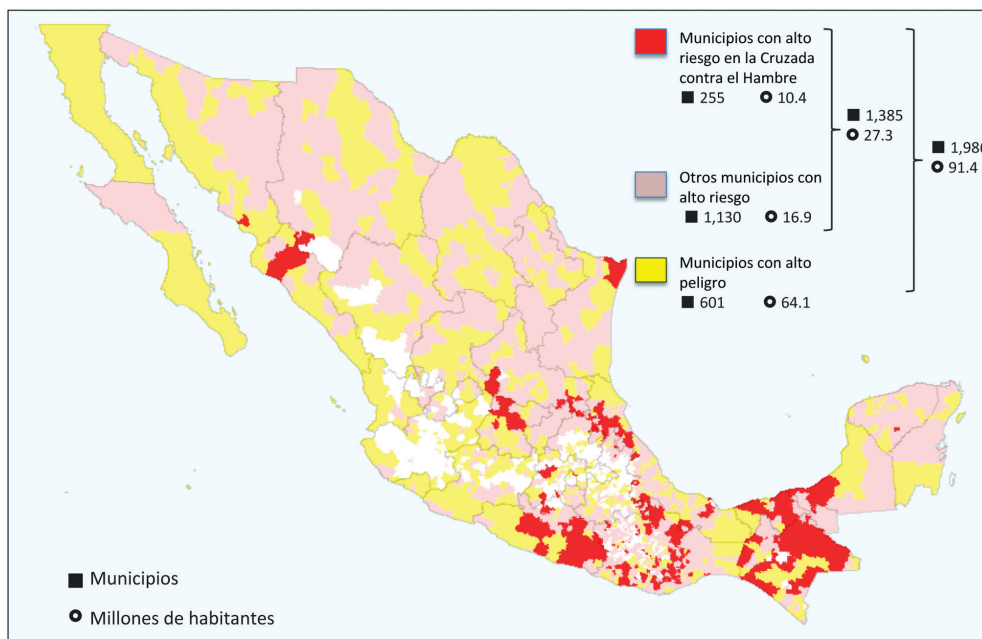 Municipios con alto
riesgo en la Cruzada
contra el Hambre
255 10.4
1,385
27.3
1,986
91.4
Otros municipios con
alto riesgo
1,130 16.9
Municipios con alto
peligro
601 64.1
Municipios
Millones de habitantes